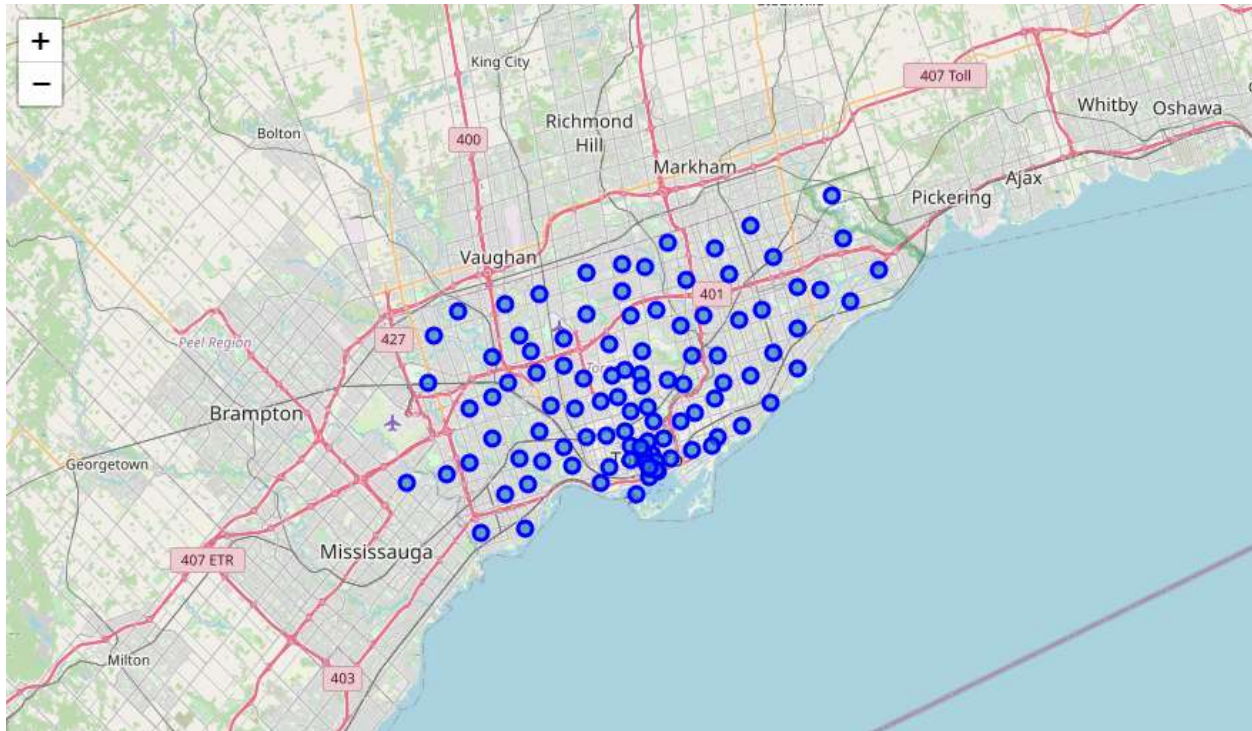 +
King City
407 Toll
Whitby
Oshawa
Bolton
400
Richmond
Hill
Markham
Ajax
Pickering
Vaughan
401
427
Peel Region
Brampton
Georgetown
Mississauga
407 ETR
Milton
403
−